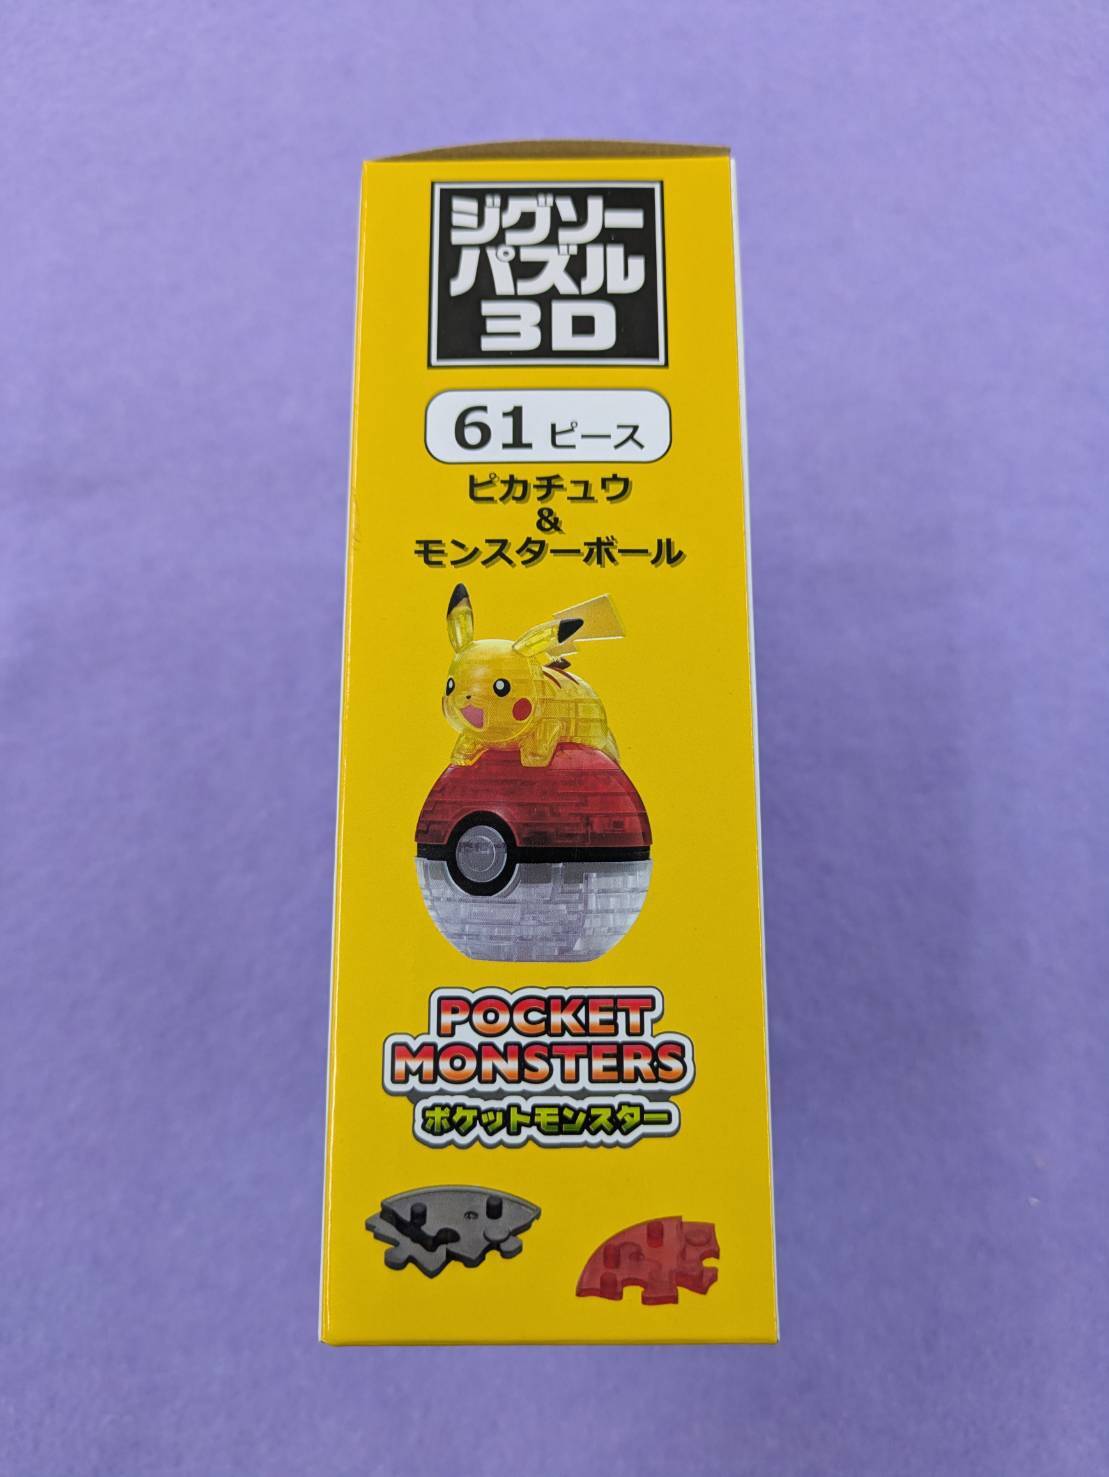 ジグソー
パズル
3D
61 ピース
ピカチュウ
&
モンスターボール
POCKET
MONSTERS
ポケットモンスター